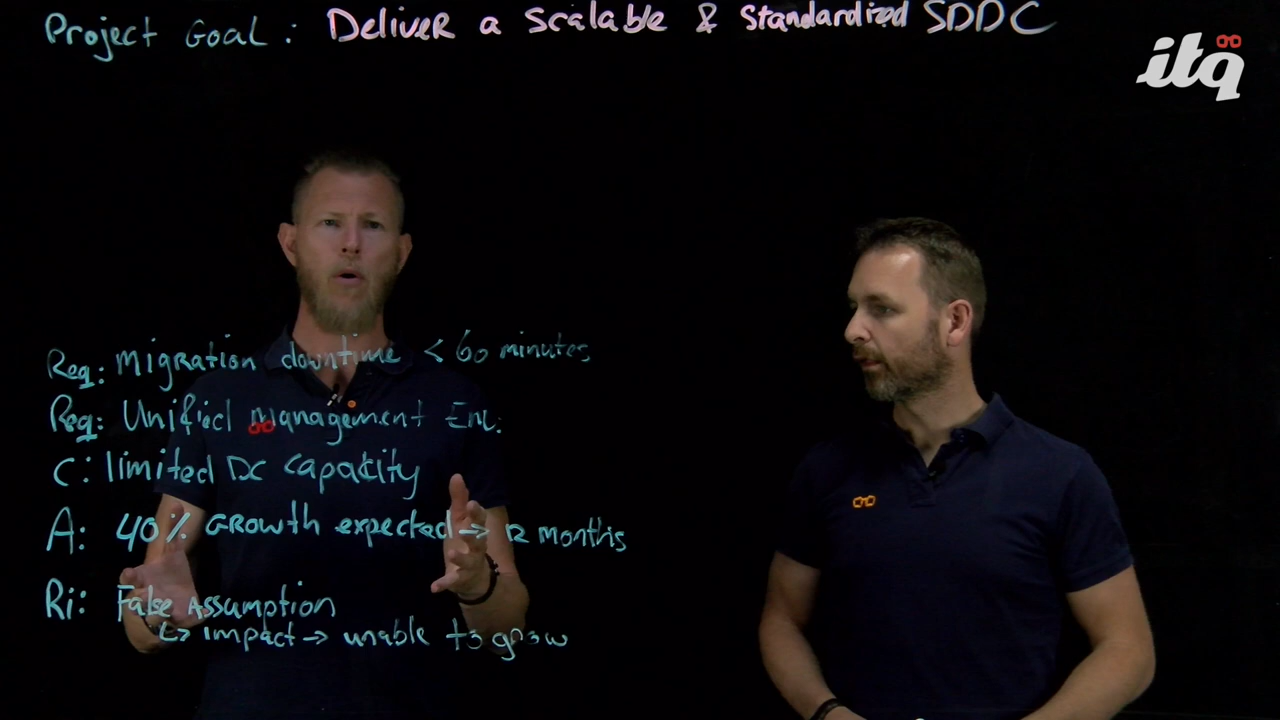 Project Goal: Deliver a Scalable & Standardized SDDC
itq
Req: Migration downtime < 60 minutes
Req: Unified Management Env.
C: limited DC capacity
A: 40% Growth expected → 12 months
Ri: False Assumption
↳ impact → unable to grow